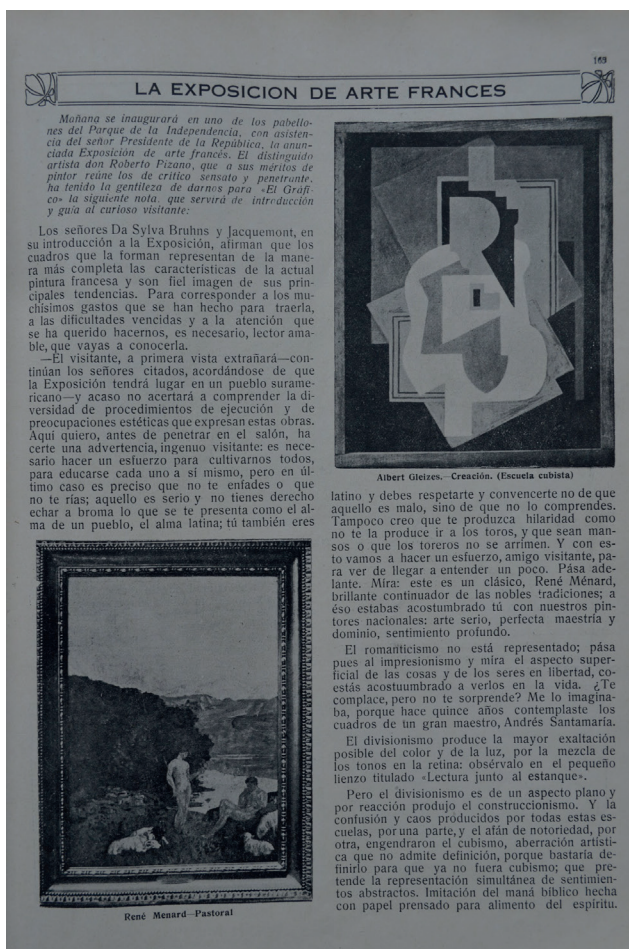 169
LA EXPOSICION DE ARTE FRANCES
Mañana se inaugurará en uno de los pabello-
nes del Parque de la Independencia, con asisten-
cia del señor Presidente de la República, la anun-
ciada Exposición de arte francés. El distinguido
artista don Roberto Pizano, que a sus méritos de
pintor reúne los de crítico sensato y penetrante,
ha tenido la gentileza de darnos para «El Gráfi-
co» la siguiente nota, que servirá de introducción
y guía al curioso visitante:
Los señores Da Sylva Bruhns y Jacquemont, en
su introducción a la Exposición, afirman que los
cuadros que la forman representan de la mane-
ra más completa las características de la actual
pintura francesa y son fiel imagen de sus prin-
cipales tendencias. Para corresponder a los mu-
chísimos gastos que se han hecho para traerla,
a las dificultades vencidas y a la atención que
se ha querido hacernos, es necesario, lector ama-
ble, que vayas a conocerla.
—El visitante, a primera vista extrañará—con-
tinúan los señores citados, acordándose de que
la Exposición tendrá lugar en un pueblo surame-
ricano—y acaso no acertará a comprender la di-
versidad de procedimientos de ejecución y de
preocupaciones estéticas que expresan estas obras.
Aquí quiero, antes de penetrar en el salón, ha
certe una advertencia, ingenuo visitante: es nece-
sario hacer un esfuerzo para cultivarnos todos,
para educarse cada uno a sí mismo, pero en úl-
timo caso es preciso que no te enfades o que
no te rías; aquello es serio y no tienes derecho
echar a broma lo que se te presenta como el al-
ma de un pueblo, el alma latina; tú también eres
René Menard—Pastoral
Albert Gleizes.—Creación. (Escuela cubista)
latino y debes respetarte y convencerte no de que
aquello es malo, sino de que no lo comprendes.
Tampoco creo que te produzca hilaridad como
no te la produce ir a los toros, y que sean man-
sos o que los toreros no se arrimen. Y con es-
to vamos a hacer un esfuerzo, amigo visitante, pa-
ra ver de llegar a entender un poco. Pása ade-
lante. Míra: este es un clásico, René Ménard,
brillante continuador de las nobles tradiciones; a
éso estabas acostumbrado tú con nuestros pin-
tores nacionales: arte serio, perfecta maestría y
dominio, sentimiento profundo.
El romanticismo no está representado; pása
pues al impresionismo y mira el aspecto super-
ficial de las cosas y de los seres en libertad, co-
estás acostuumbrado a verlos en la vida. ¿Te
complace, pero no te sorprende? Me lo imagina-
ba, porque hace quince años contemplaste los
cuadros de un gran maestro, Andrés Santamaría.
El divisionismo produce la mayor exaltación
posible del color y de la luz, por la mezcla de
los tonos en la retina: obsérvalo en el pequeño
lienzo titulado «Lectura junto al estanque».
Pero el divisionismo es de un aspecto plano y
por reacción produjo el construccionismo. Y la
confusión y caos producidos por todas estas es-
cuelas, por una parte, y el afán de notoriedad, por
otra, engendraron el cubismo, aberración artísti-
ca que no admite definición, porque bastaría de-
finirlo para que ya no fuera cubismo; que pre-
tende la representación simultánea de sentimien-
tos abstractos. Imitación del maná bíblico hecha
con papel prensado para alimento del espíritu.